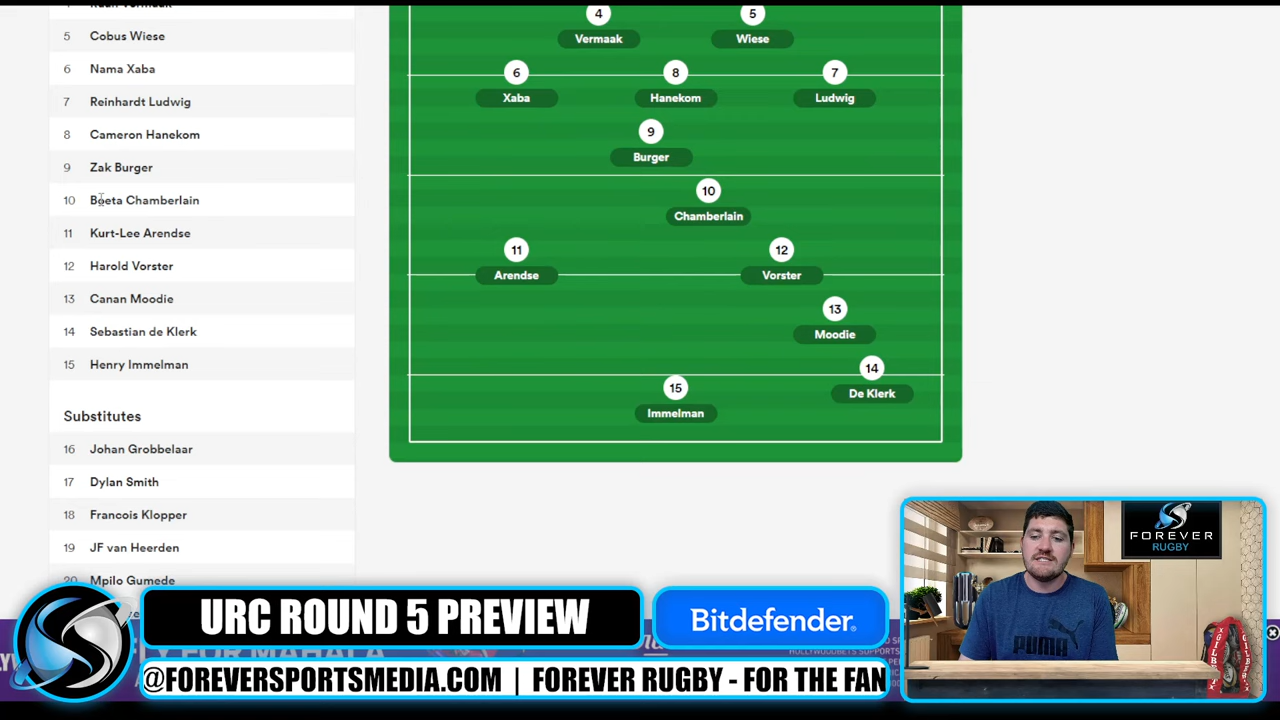 5 Cobus Wiese
6 Nama Xaba
7 Reinhardt Ludwig
8 Cameron Hanekom
9 Zak Burger
10 Boeta Chamberlain
11 Kurt-Lee Arendse
12 Harold Vorster
13 Canan Moodie
14 Sebastian de Klerk
15 Henry Immelman
Substitutes
16 Johan Grobbelaar
17 Dylan Smith
18 Francois Klopper
19 JF van Heerden
20 Mpilo Gumede
4 5
Vermaak Wiese
6 8 7
Xaba Hanekom Ludwig
9
Burger
10
Chamberlain
11 12
Arendse Vorster
13
Moodie
14
De Klerk
15
Immelman
FOREVER
RUGBY
PUMA
URC ROUND 5 PREVIEW
Bitdefender
@FOREVERSPORTSMEDIA.COM | FOREVER RUGBY - FOR THE FAN